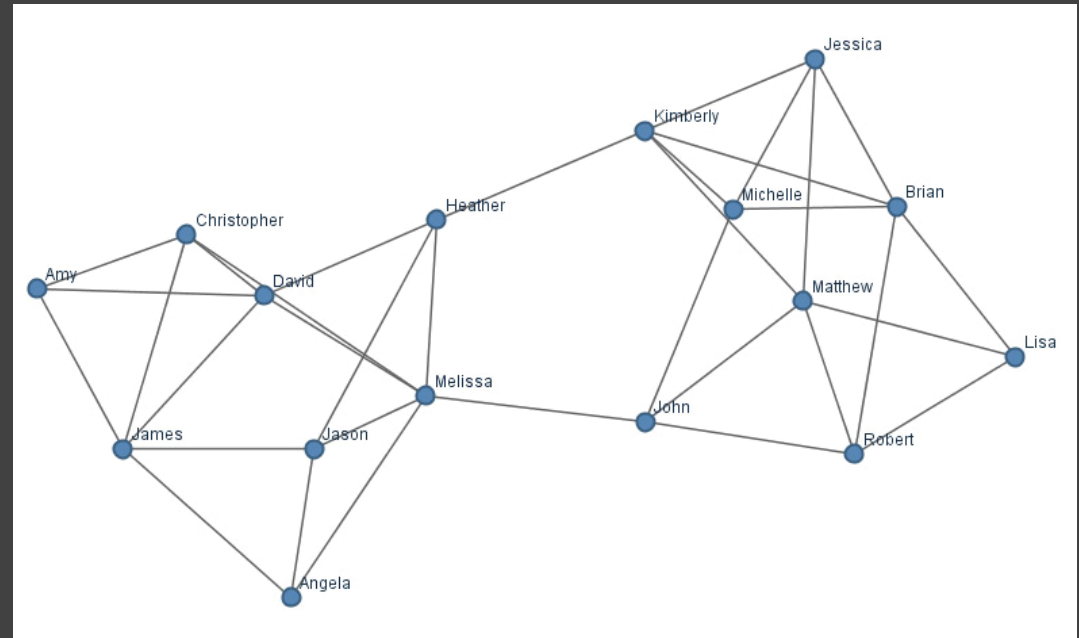 Jessica
Kimberly
Michelle
Brian
Heather
Christopher
Amy
David
Matthew
Lisa
Melissa
John
James
Jason
Robert
Angela